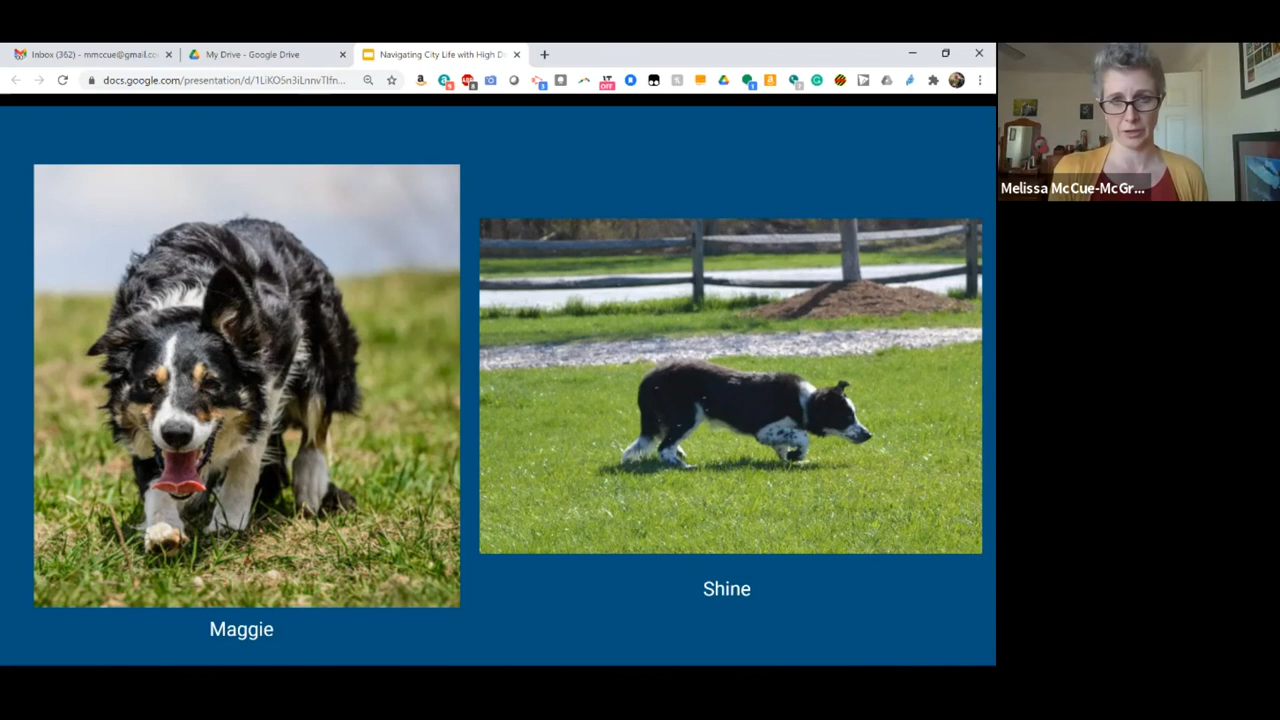 Inbox (362) - mmccue@gmail.co
My Drive - Google Drive
Navigating City Life with High D
docs.google.com/presentation/d/1LiKO5n3iLnnvTlfn...
OFF
Melissa McCue-McGr...
Shine
Maggie